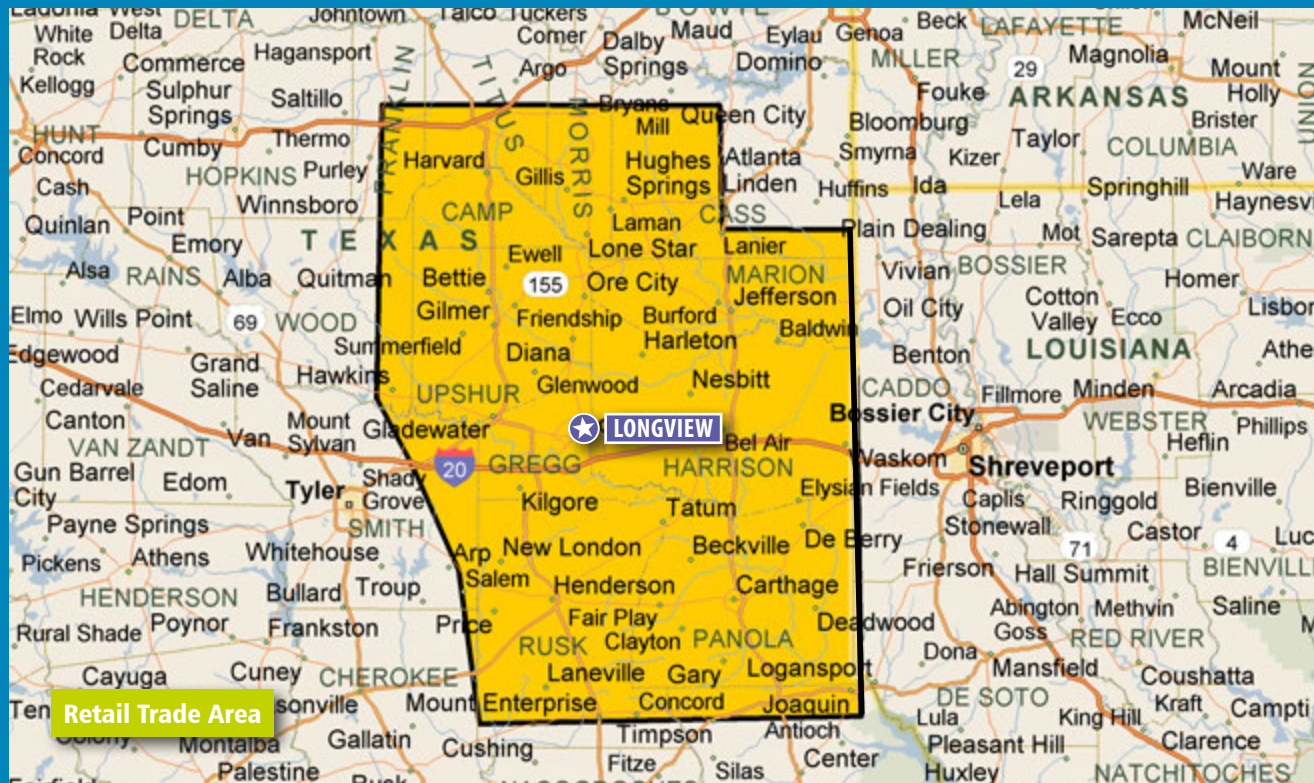 Ladonia West DELTA Johntown Talco Tuckers BOWIE
White Delta Corner Dalby Maud Eylau Genoa Beck LAFAYETTE McNeil
Rock Commerce Hagansport Argo Springs Domino MILLER Magnolia
Kellogg Sulphur Saltillo FRANKLIN TITUS MORRIS Fouke 29 Mount
Springs Bryans Queen City ARKANSAS Holly
HUNT Cumby Thermo Mill Bloomburg Taylor Brister
Concord HOPKINS Purley Harvard Gillis Hughes Atlanta Smyrna Kizer COLUMBIA
Cash Winnsboro Springs Linden Huffins Ida Springhill Ware
Quinlan Point CAMP Laman CASS Plain Dealing Lela Haynesvi
Emory TEXAS Ewell Lone Star Lanier Mot Sarepta CLAIBORN
Alsa RAINS Alba Quitman Bettie 155 Ore City MARION Vivian BOSSIER Homer
Elmo Wills Point 69 WOOD Gilmer Friendship Burford Jefferson Oil City Cotton Lisbon
Summerfield Harleton Baldwin Valley Ecco
Edgewood Grand Diana Benton LOUISIANA Athe
Cedarvale Saline Hawkins UPSHUR Glenwood Nesbitt CADDO Fillmore Minden Arcadia
Canton Mount Gladewater LONGVIEW Bossier City WEBSTER Phillips
VAN ZANDT Van Sylvan 20 GREGG Bel Air Waskom Heflin
Gun Barrel Edom Shady HARRISON Shreveport
City Tyler Grove Kilgore Tatum Elysian Fields Caplis Ringgold Bienville
Payne Springs SMITH Stonewall Castor Luc
Pickens Athens Whitehouse Arp New London Beckville De Berry 71 4
HENDERSON Bullard Troup Salem Henderson Carthage Frierson Hall Summit BIENVILL
Rural Shade Poynor Frankston Price Fair Play Deadwood Abington Methvin Saline
RUSK Clayton PANOLA Goss RED RIVER
Cayuga Cuney CHEROKEE Laneville Gary Logansport Dona Mansfield Coushatta
Retail Trade Area sonville Mount Enterprise Concord Joaquin DE SOTO Kraft Campti
Ten Colony Montalba Gallatin Cushing Timpson Antioch Lula King Hill
Palestine Rusk Fitze Silas Center Pleasant Hill Clarence
Fairfield NACOGDOCHES Huxley NATCHITOCHES